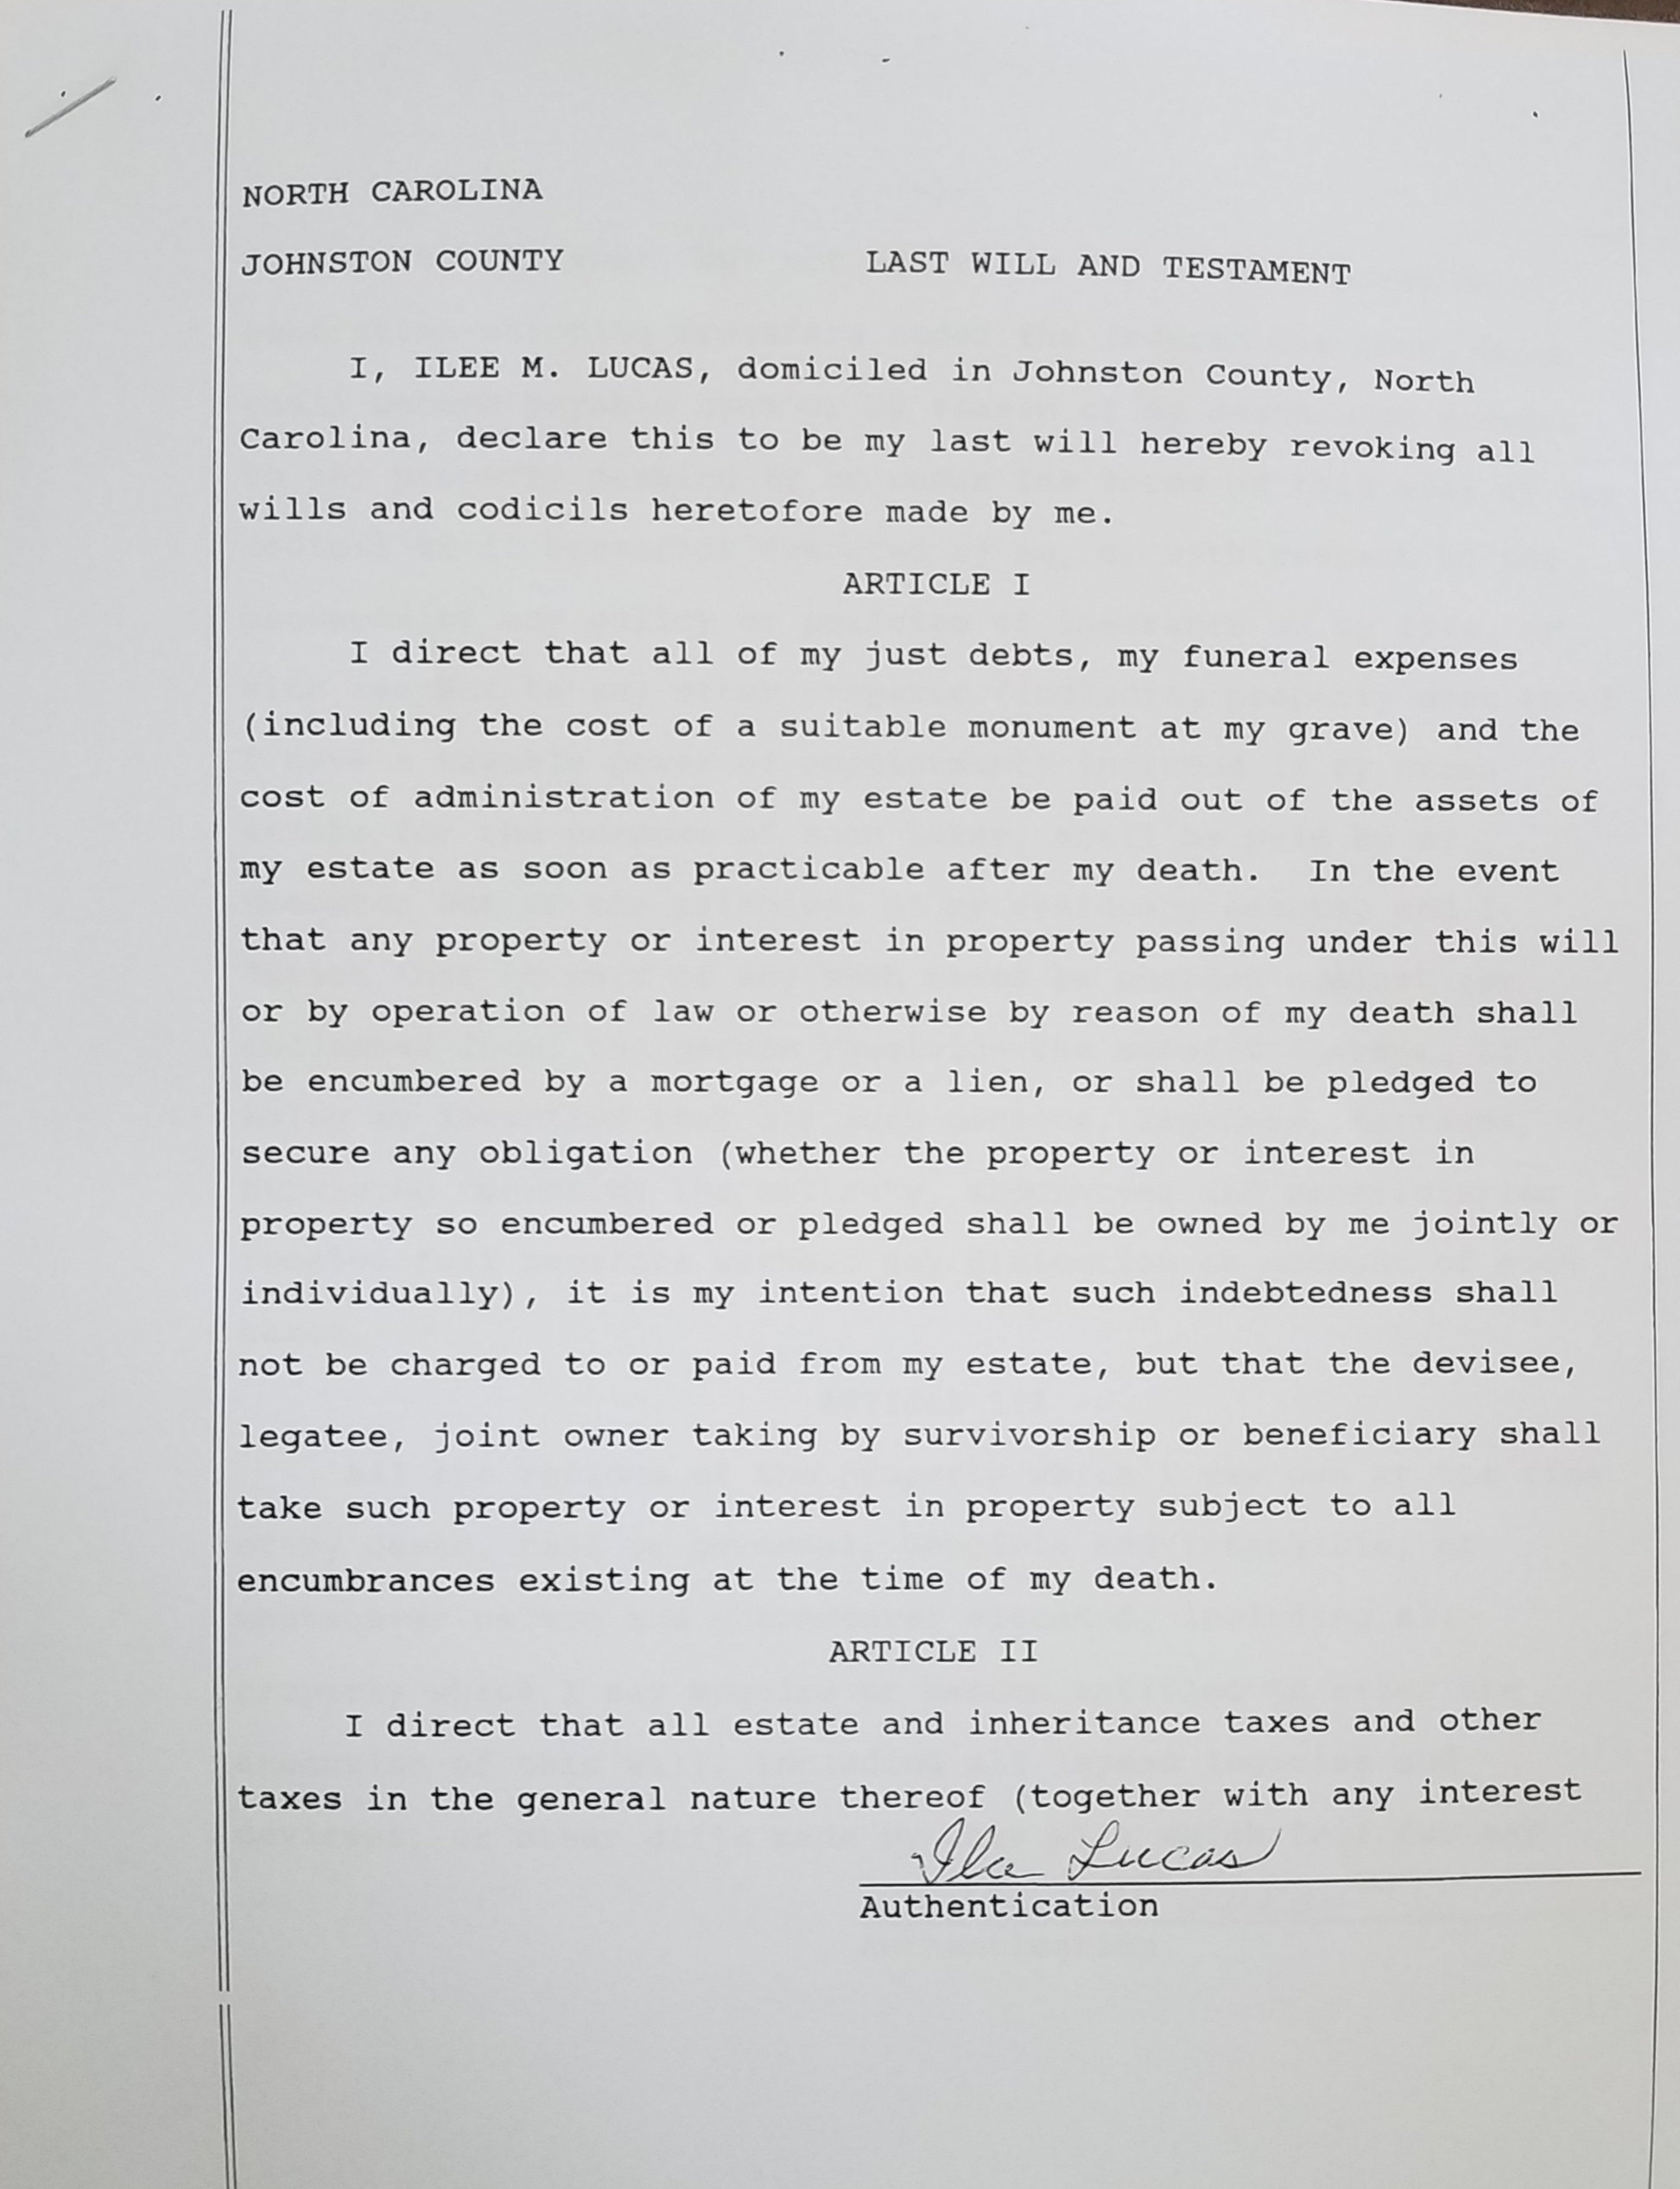 NORTH CAROLINA
JOHNSTON COUNTY LAST WILL AND TESTAMENT
I, ILEE M. LUCAS, domiciled in Johnston County, North
Carolina, declare this to be my last will hereby revoking all
wills and codicils heretofore made by me.
ARTICLE I
I direct that all of my just debts, my funeral expenses
(including the cost of a suitable monument at my grave) and the
cost of administration of my estate be paid out of the assets of
my estate as soon as practicable after my death. In the event
that any property or interest in property passing under this will
or by operation of law or otherwise by reason of my death shall
be encumbered by a mortgage or a lien, or shall be pledged to
secure any obligation (whether the property or interest in
property so encumbered or pledged shall be owned by me jointly or
individually), it is my intention that such indebtedness shall
not be charged to or paid from my estate, but that the devisee,
legatee, joint owner taking by survivorship or beneficiary shall
take such property or interest in property subject to all
encumbrances existing at the time of my death.
ARTICLE II
I direct that all estate and inheritance taxes and other
taxes in the general nature thereof (together with any interest
Lucas
Authentication